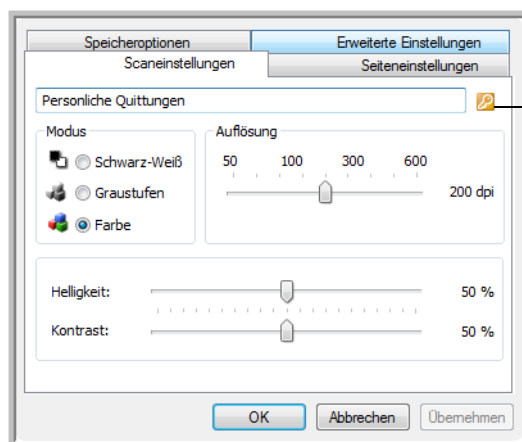 Speicheroptionen Erweiterte Einstellungen
Scaneinstellungen Seiteneinstellungen
Personliche Quittungen
Modus Auflösung
50 100 300 600
Schwarz-Weiß
Graustufen 200 dpi
Farbe
Helligkeit: 50 %
Kontrast: 50 %
OK Abbrechen Übernehmen